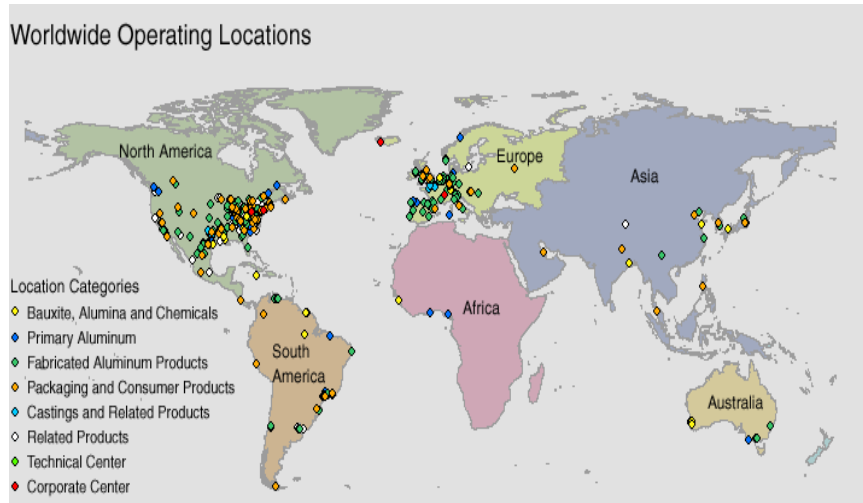 Worldwide Operating Locations
North America
Europe
Asia
Africa
South
America
Australia
Location Categories
Bauxite, Alumina and Chemicals
Primary Aluminum
Fabricated Aluminum Products
Packaging and Consumer Products
Castings and Related Products
Related Products
Technical Center
Corporate Center